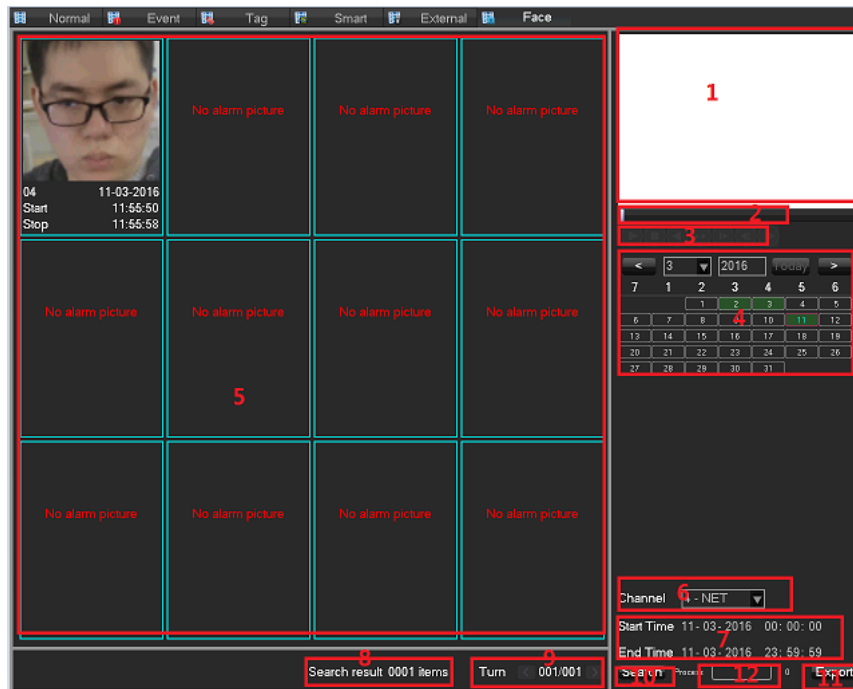 Normal Event Tag Smart External Face
1
No alarm picture No alarm picture No alarm picture
04 11-03-2016
Start 11:55:50
Stop 11:55:58
2
3
< 3 2016 Today >
7 1 2 3 4 5 6
1 2 3 4 5
6 7 8 9 10 11 12
4
13 14 15 16 17 18 19
20 21 22 23 24 25 26
27 28 29 30 31
No alarm picture No alarm picture No alarm picture No alarm picture
5
No alarm picture No alarm picture No alarm picture No alarm picture
Channel 6 4 - NET
Start Time 11-03-2016 00:00:00
7
End Time 11-03-2016 23:59:59
8
Search result 0001 items
9
Turn < 001/001 >
Search Process 0 Export
10 12 11